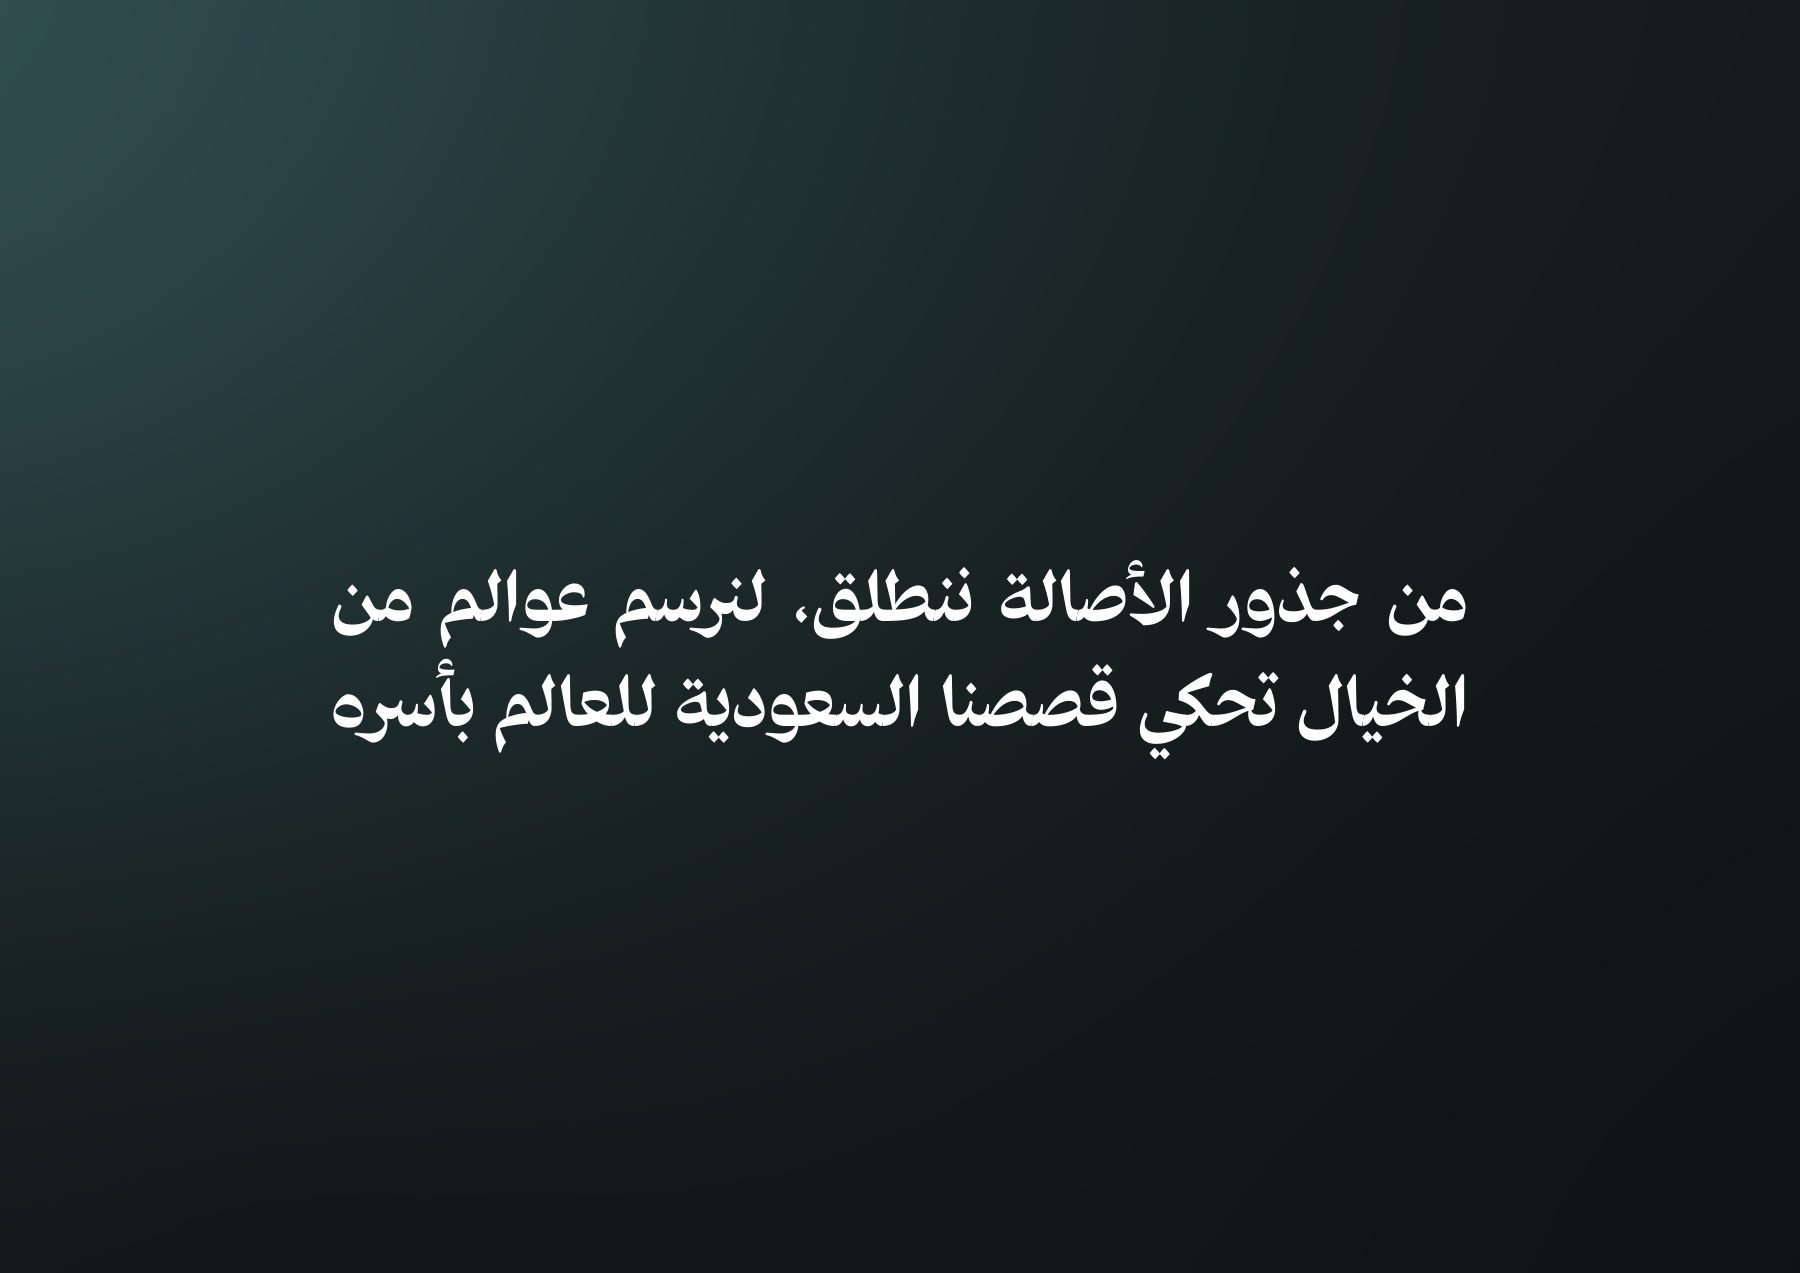 من جذور الأصالة ننطلق، لنرسم عوالم من
الخيال تحكي قصصنا السعودية للعالم بأسره